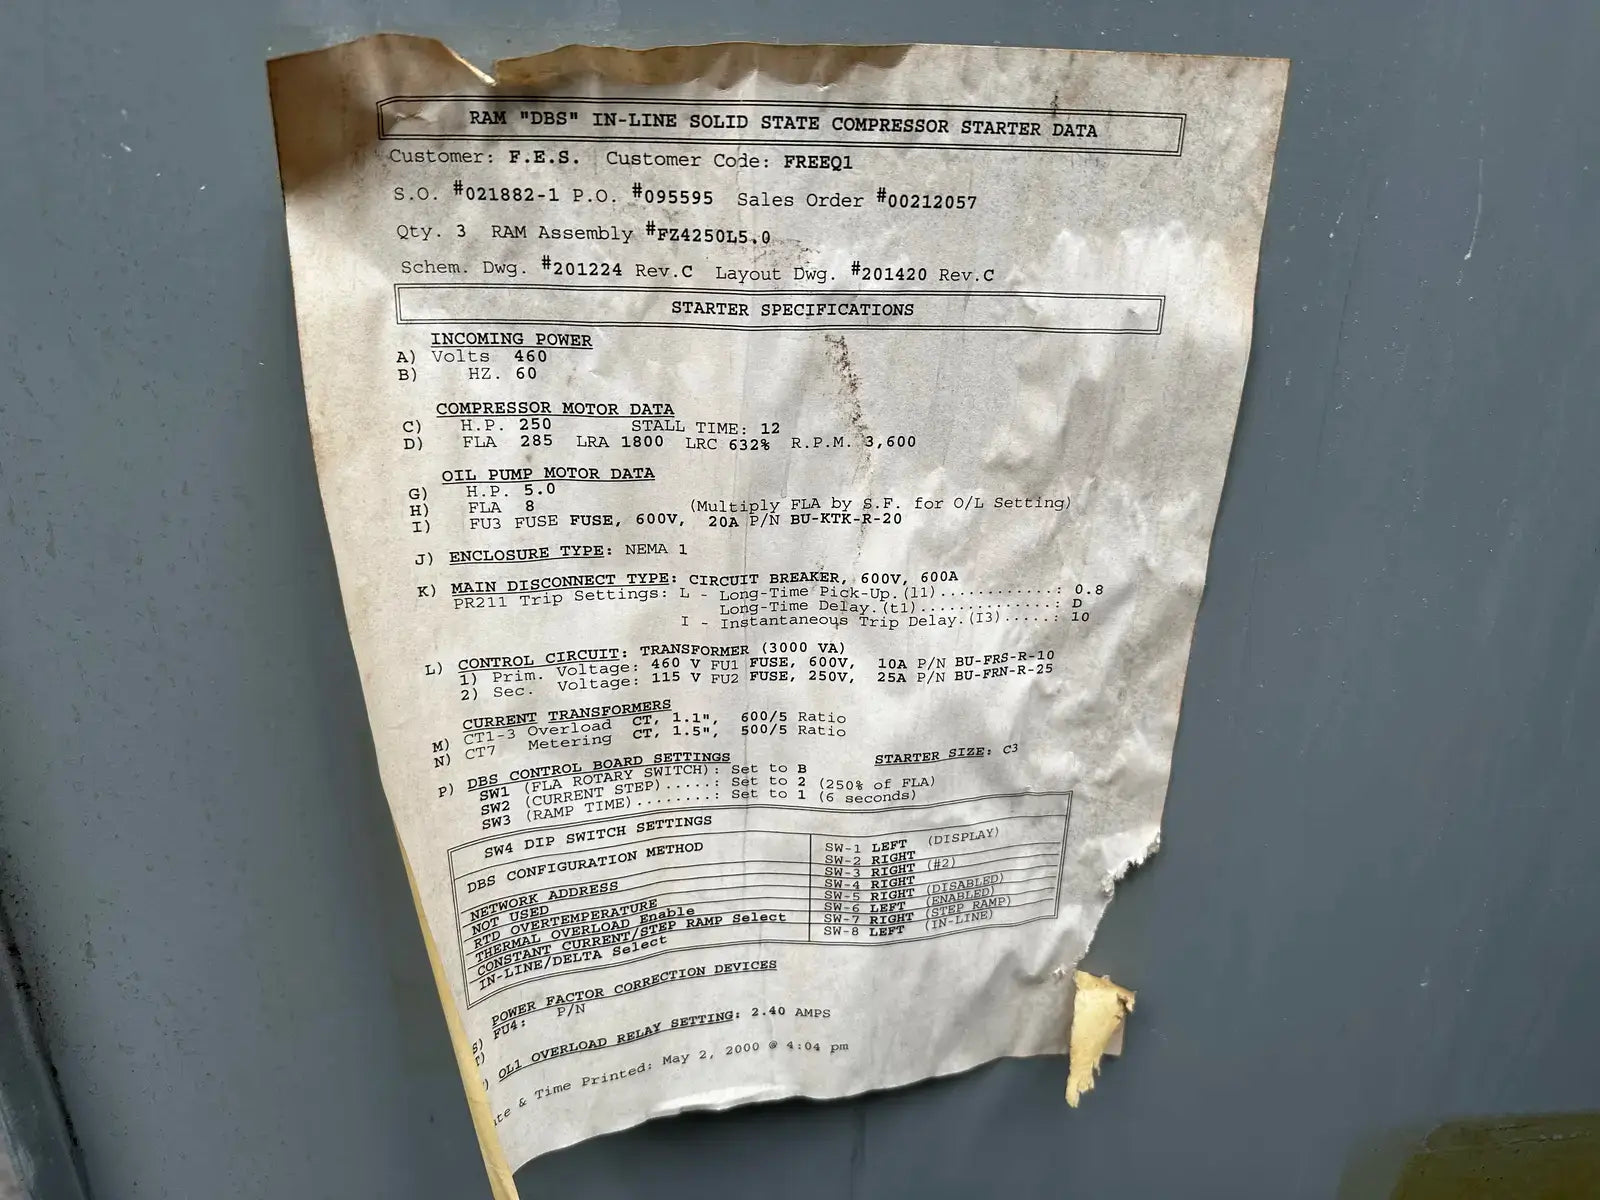 RAM "DBS" IN-LINE SOLID STATE COMPRESSOR STARTER DATA
Customer: F.E.S. Customer Code: FREEQ1
S.O. #021882-1 P.O. #095595 Sales Order #00212057
Qty. 3 RAM Assembly #FZ4250L5.0
Schem. Dwg. #201224 Rev.C Layout Dwg. #201420 Rev.C
STARTER SPECIFICATIONS
INCOMING POWER
A) Volts 460
B) HZ. 60
COMPRESSOR MOTOR DATA
C) H.P. 250 STALL TIME: 12
D) FLA 285 LRA 1800 LRC 632% R.P.M. 3,600
OIL PUMP MOTOR DATA
G) H.P. 5.0
H) FLA 8 (Multiply FLA by S.F. for O/L Setting)
I) FU3 FUSE FUSE, 600V, 20A P/N BU-KTK-R-20
J) ENCLOSURE TYPE: NEMA 1
K) MAIN DISCONNECT TYPE: CIRCUIT BREAKER, 600V, 600A
PR211 Trip Settings: L - Long-Time Pick-Up.(l1)............: 0.8
Long-Time Delay.(t1)..............: D
I - Instantaneous Trip Delay.(I3).....: 10
L) CONTROL CIRCUIT: TRANSFORMER (3000 VA)
1) Prim. Voltage: 460 V FU1 FUSE, 600V, 10A P/N BU-FRS-R-10
2) Sec. Voltage: 115 V FU2 FUSE, 250V, 25A P/N BU-FRN-R-25
CURRENT TRANSFORMERS
M) CT1-3 Overload CT, 1.1", 600/5 Ratio
N) CT7 Metering CT, 1.5", 500/5 Ratio
P) DBS CONTROL BOARD SETTINGS STARTER SIZE: C3
SW1 (FLA ROTARY SWITCH): Set to B
SW2 (CURRENT STEP).....: Set to 2 (250% of FLA)
SW3 (RAMP TIME)........: Set to 1 (6 seconds)
SW4 DIP SWITCH SETTINGS
DBS CONFIGURATION METHOD SW-1 LEFT (DISPLAY)
SW-2 RIGHT
NETWORK ADDRESS SW-3 RIGHT (#2)
NOT USED SW-4 RIGHT
RTD OVERTEMPERATURE SW-5 RIGHT (DISABLED)
THERMAL OVERLOAD Enable SW-6 LEFT (ENABLED)
CONSTANT CURRENT/STEP RAMP Select SW-7 RIGHT (STEP RAMP)
IN-LINE/DELTA Select SW-8 LEFT (IN-LINE)
S) POWER FACTOR CORRECTION DEVICES
T) FU4: P/N
) OL1 OVERLOAD RELAY SETTING: 2.40 AMPS
te & Time Printed: May 2, 2000 @ 4:04 pm